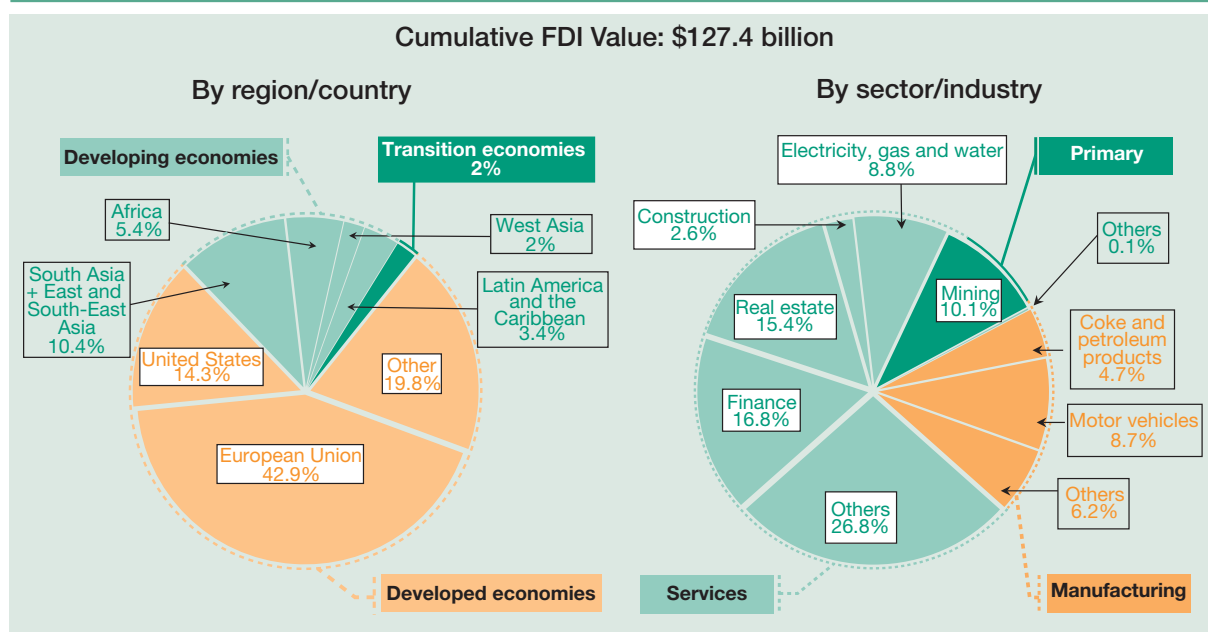 Cumulative FDI Value: $127.4 billion
By region/country
Developing economies
Transition economies
2%
Africa
5.4%
West Asia
2%
South Asia
+ East and
South-East
Asia
10.4%
Latin America
and the
Caribbean
3.4%
United States
14.3%
Other
19.8%
European Union
42.9%
Developed economies
By sector/industry
Electricity, gas and water
8.8%
Primary
Construction
2.6%
Others
0.1%
Mining
10.1%
Real estate
15.4%
Coke and
petroleum
products
4.7%
Finance
16.8%
Motor vehicles
8.7%
Others
6.2%
Others
26.8%
Services
Manufacturing